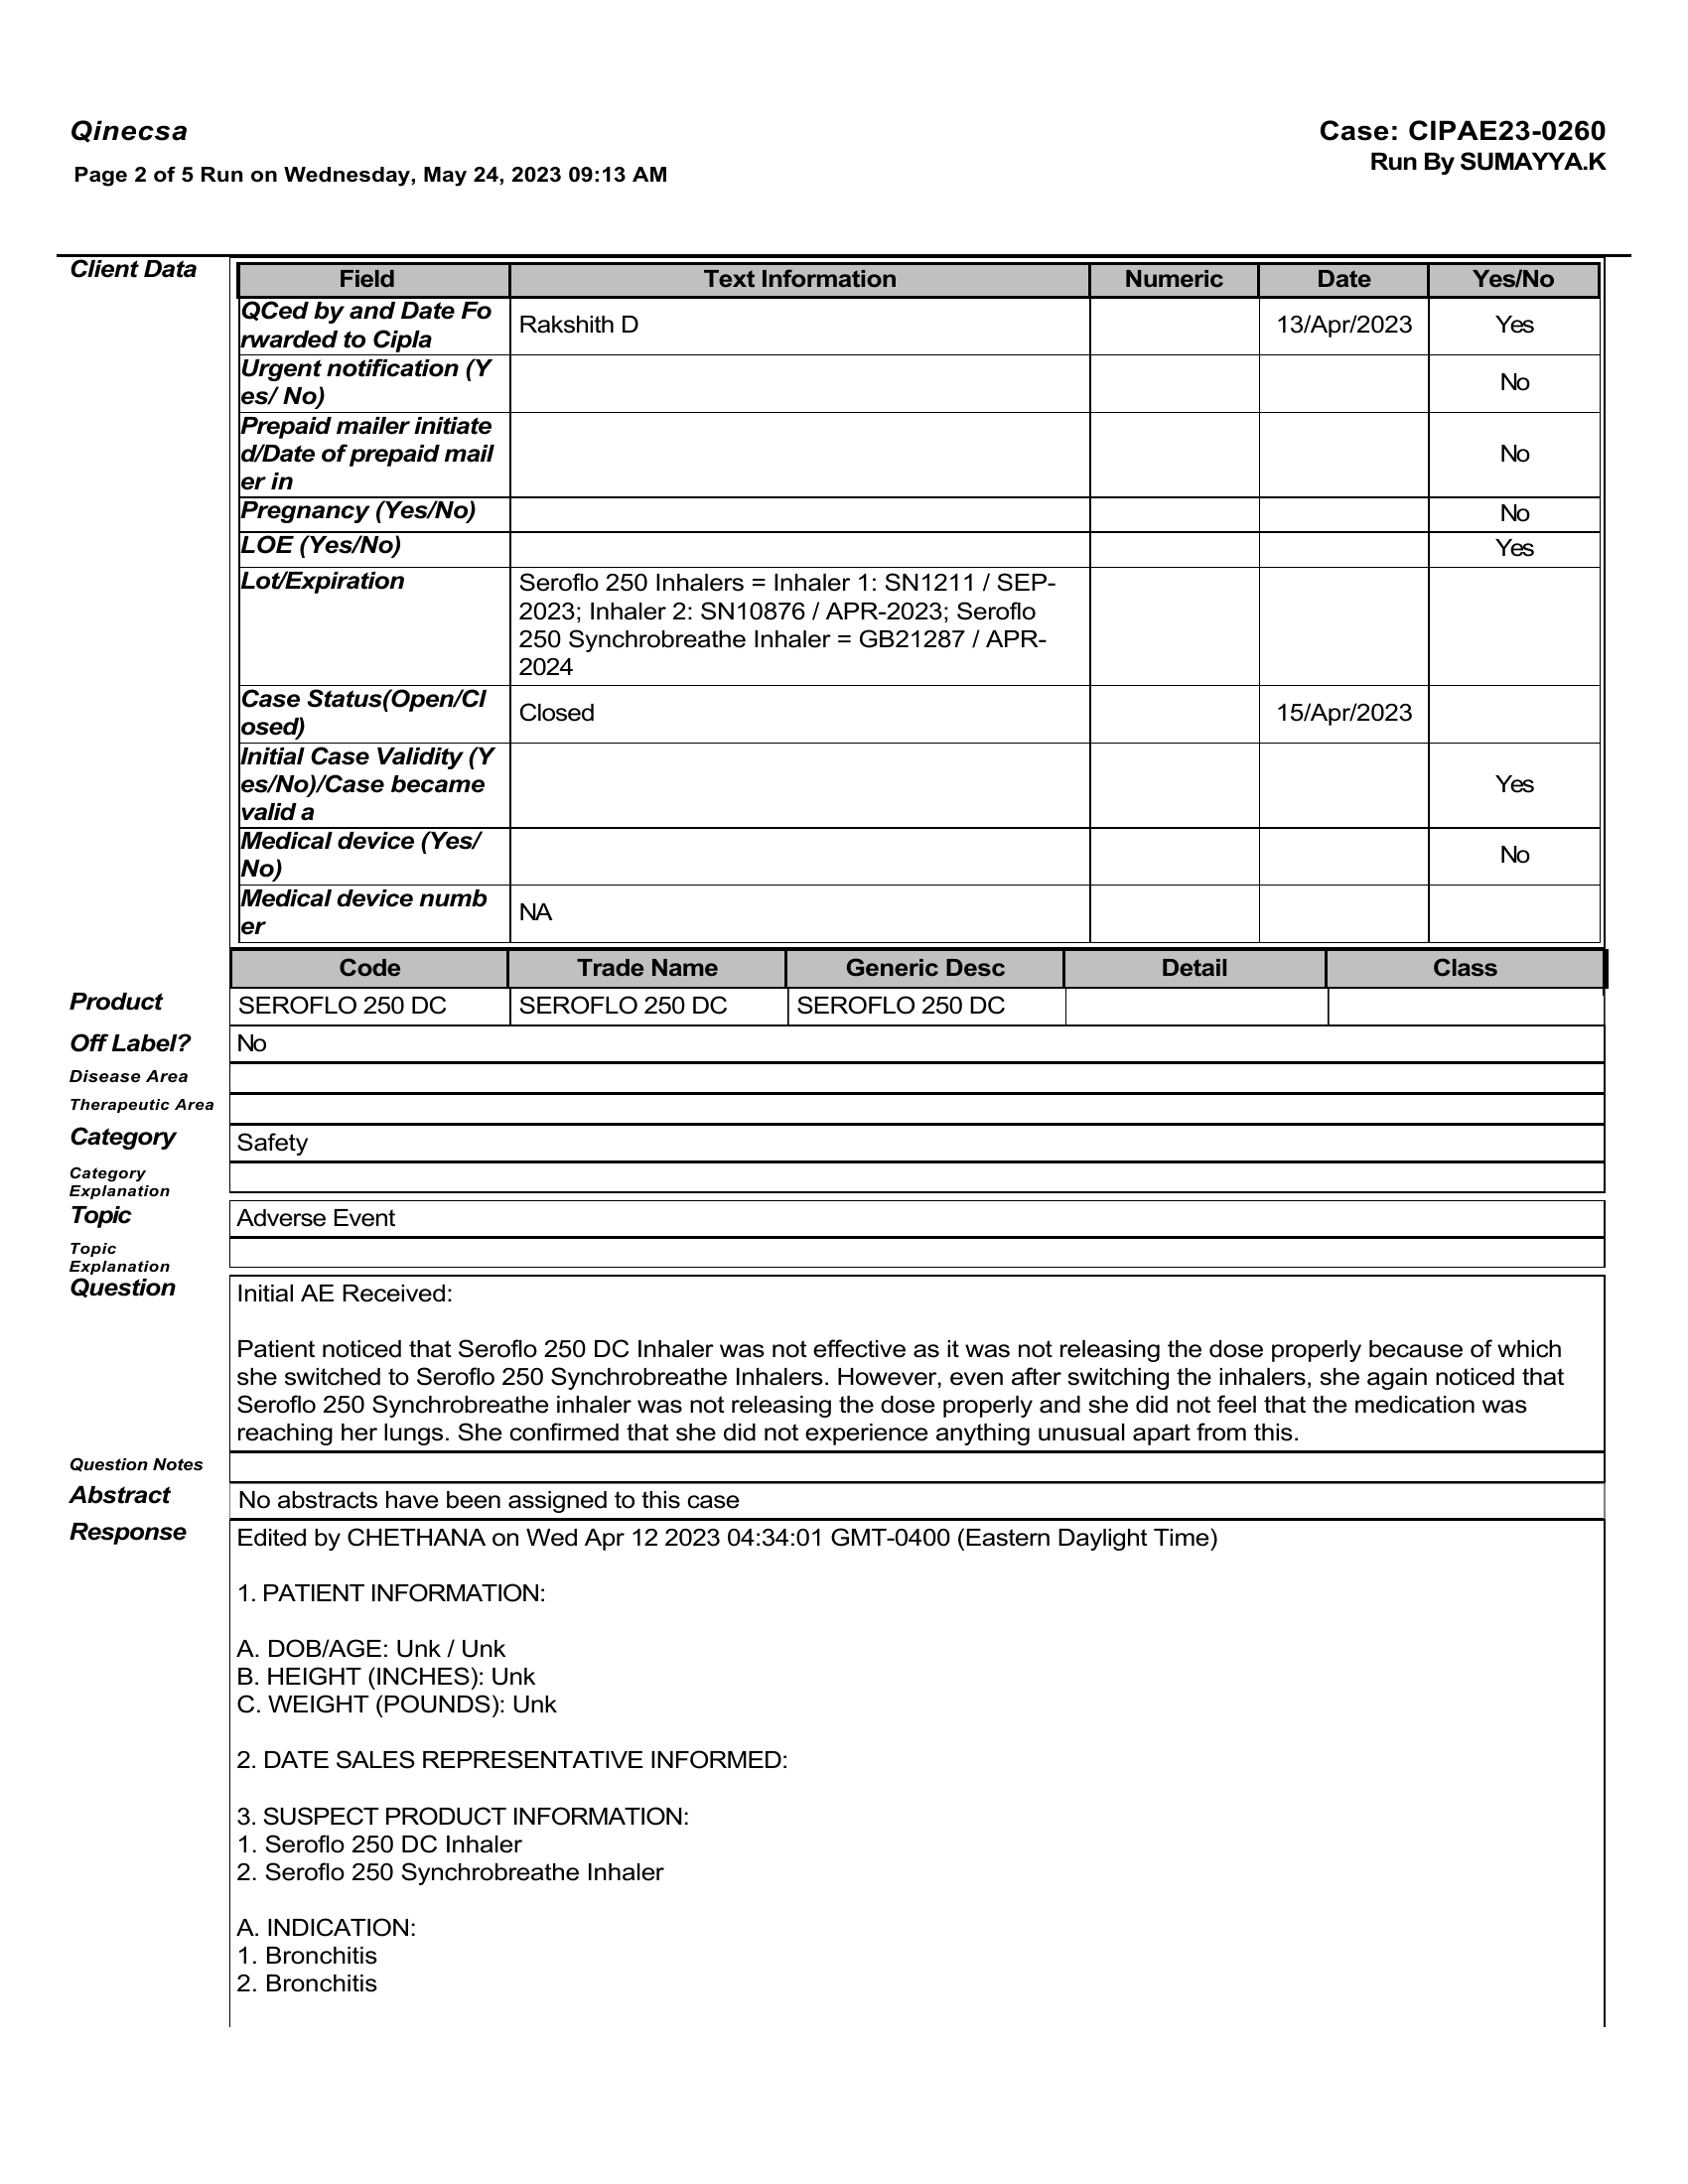 Qinecsa
Case: CIPAE23-0260
Page 2 of 5 Run on Wednesday, May 24, 2023 09:13 AM
Run By SUMAYYA.K
Client Data
Field Text Information Numeric Date Yes/No
QCed by and Date Fo
rwarded to Cipla
Rakshith D 13/Apr/2023 Yes
Urgent notification (Y
es/ No)
No
Prepaid mailer initiate
d/Date of prepaid mail
er in
No
Pregnancy (Yes/No) No
LOE (Yes/No) Yes
Lot/Expiration
Seroflo 250 Inhalers = Inhaler 1: SN1211 / SEP-
2023; Inhaler 2: SN10876 / APR-2023; Seroflo
250 Synchrobreathe Inhaler = GB21287 / APR-
2024
Case Status(Open/Cl
osed)
Closed 15/Apr/2023
Initial Case Validity (Y
es/No)/Case became
valid a
Yes
Medical device (Yes/
No)
No
Medical device numb
er
NA
Code Trade Name Generic Desc Detail Class
Product SEROFLO 250 DC SEROFLO 250 DC SEROFLO 250 DC
Off Label? No
Disease Area
Therapeutic Area
Category Safety
Category
Explanation
Topic Adverse Event
Topic
Explanation
Question Initial AE Received:
Patient noticed that Seroflo 250 DC Inhaler was not effective as it was not releasing the dose properly because of which
she switched to Seroflo 250 Synchrobreathe Inhalers. However, even after switching the inhalers, she again noticed that
Seroflo 250 Synchrobreathe inhaler was not releasing the dose properly and she did not feel that the medication was
reaching her lungs. She confirmed that she did not experience anything unusual apart from this.
Question Notes
Abstract No abstracts have been assigned to this case
Response Edited by CHETHANA on Wed Apr 12 2023 04:34:01 GMT-0400 (Eastern Daylight Time)
1. PATIENT INFORMATION:
A. DOB/AGE: Unk / Unk
B. HEIGHT (INCHES): Unk
C. WEIGHT (POUNDS): Unk
2. DATE SALES REPRESENTATIVE INFORMED:
3. SUSPECT PRODUCT INFORMATION:
1. Seroflo 250 DC Inhaler
2. Seroflo 250 Synchrobreathe Inhaler
A. INDICATION:
1. Bronchitis
2. Bronchitis